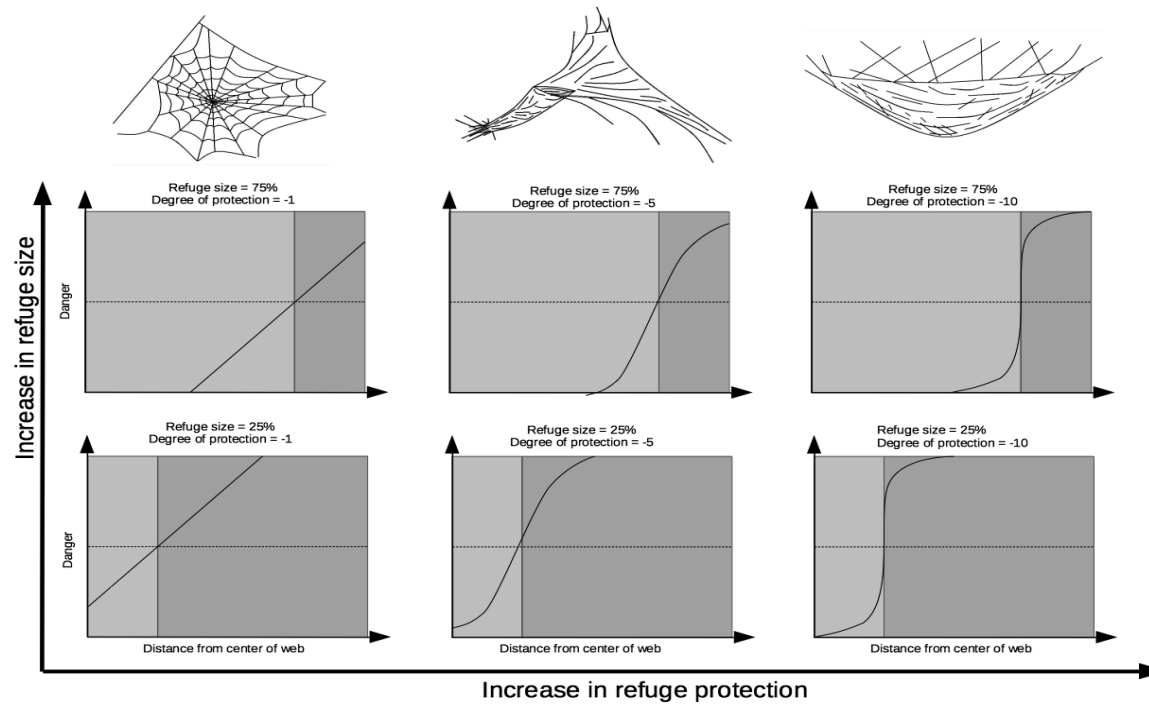 Refuge size = 75%
Degree of protection = -1
Refuge size = 75%
Degree of protection = -5
Refuge size = 75%
Degree of protection = -10
Increase in refuge size
Danger
Refuge size = 25%
Degree of protection = -1
Refuge size = 25%
Degree of protection = -5
Refuge size = 25%
Degree of protection = -10
Danger
Distance from center of web
Distance from center of web
Distance from center of web
Increase in refuge protection